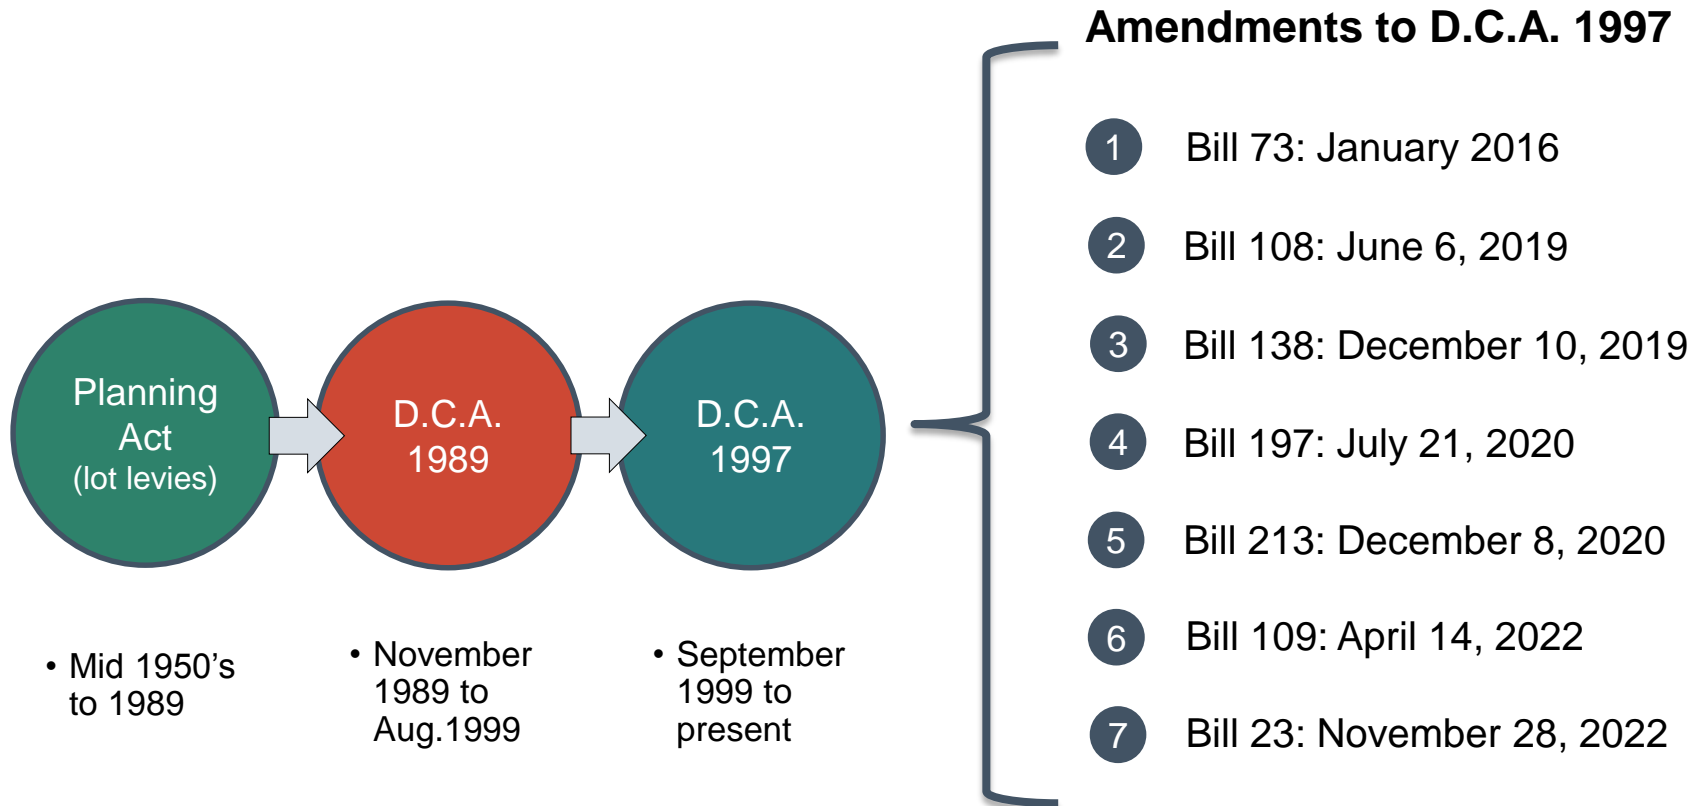 Amendments to D.C.A. 1997
1 Bill 73: January 2016
2 Bill 108: June 6, 2019
3 Bill 138: December 10, 2019
4 Bill 197: July 21, 2020
5 Bill 213: December 8, 2020
6 Bill 109: April 14, 2022
7 Bill 23: November 28, 2022
Planning
Act
(lot levies)
D.C.A.
1989
D.C.A.
1997
• Mid 1950's
to 1989
• November
1989 to
Aug.1999
• September
1999 to
present